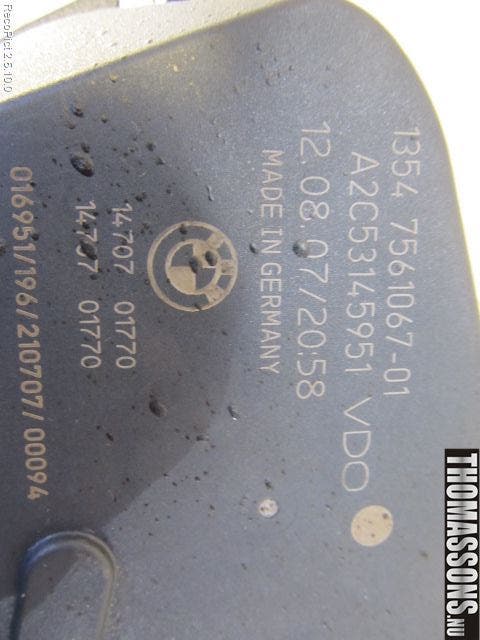 1354 7561067-01
A2C53145951 VDO
12.08.07/20:58
MADE IN GERMANY
14707 01770
14707 01770
016951/196/210707/00094
RecoPict 2.5.10.0
THOMASSONS.NU